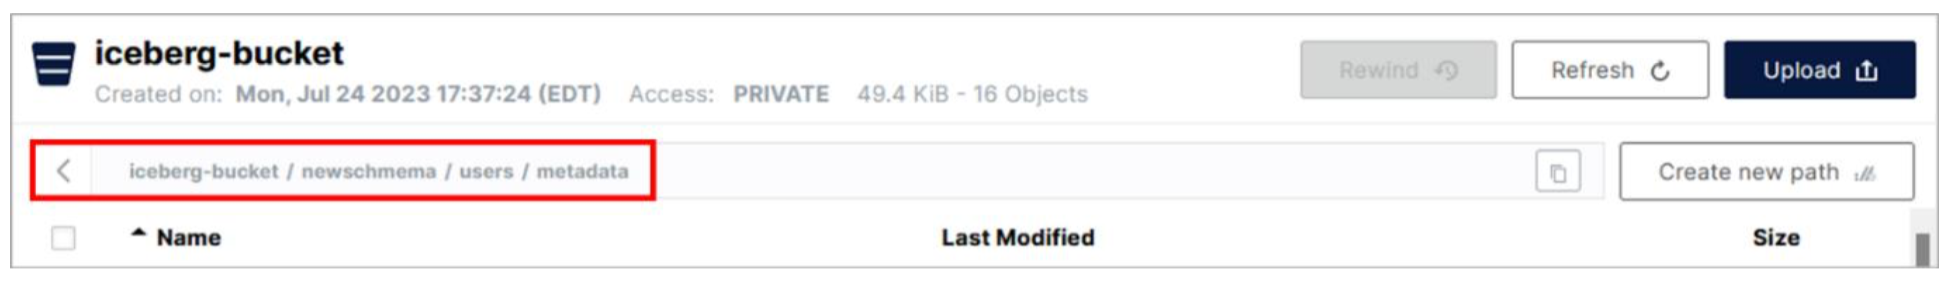 iceberg-bucket
Created on: Mon, Jul 24 2023 17:37:24 (EDT) Access: PRIVATE 49.4 KiB - 16 Objects
Rewind
Refresh
Upload
iceberg-bucket / newschmema / users / metadata
Create new path
Name Last Modified Size